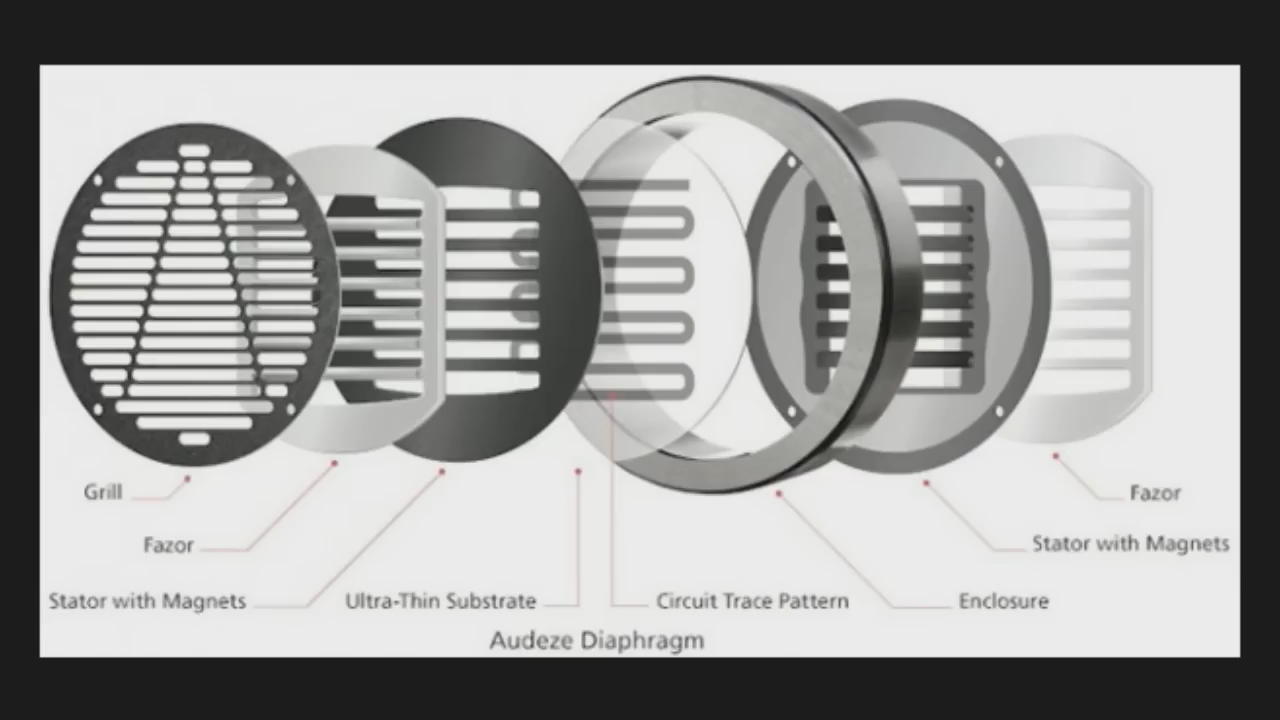 Grill
Fazor
Fazor
Stator with Magnets
Stator with Magnets
Ultra-Thin Substrate
Circuit Trace Pattern
Enclosure
Audeze Diaphragm